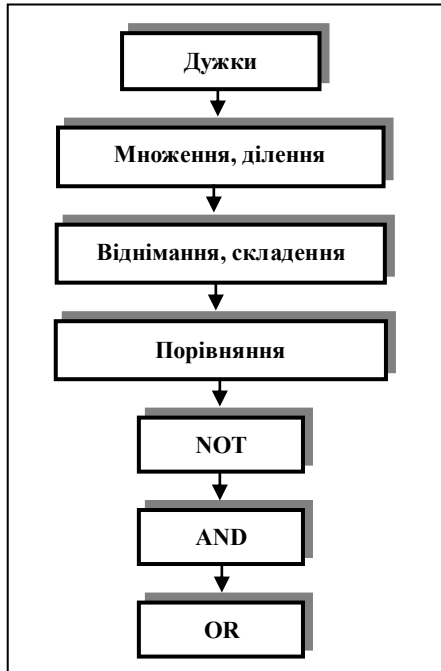 Дужки
Множення, ділення
Віднімання, складення
Порівняння
NOT
AND
OR